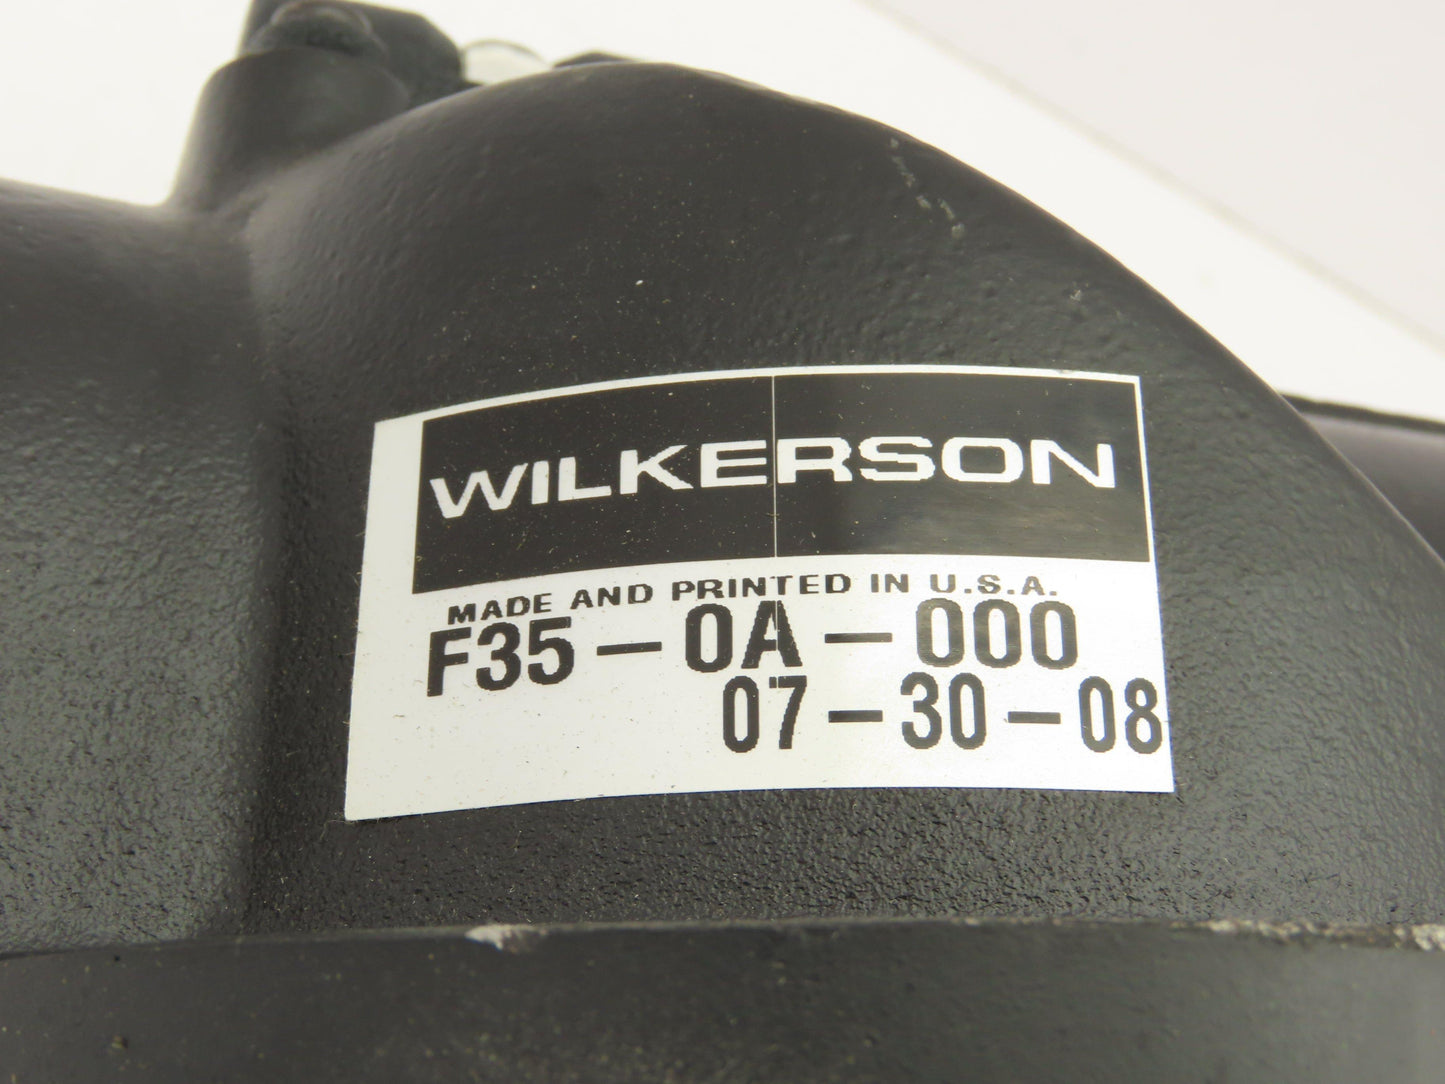 WILKERSON
MADE AND PRINTED IN U.S.A.
F35-0A-000
07-30-08